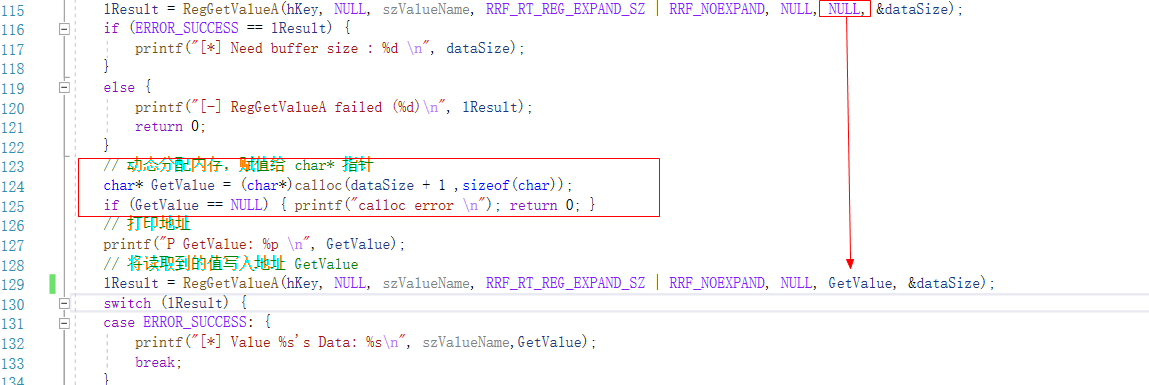 115 lResult = RegGetValueA(hKey, NULL, szValueName, RRF_RT_REG_EXPAND_SZ | RRF_NOEXPAND, NULL, NULL, &dataSize);
116 if (ERROR_SUCCESS == lResult) {
117 printf("[*] Need buffer size : %d \n", dataSize);
118 }
119 else {
120 printf("[-] RegGetValueA failed (%d)\n", lResult);
121 return 0;
122 }
123 // 动态分配内存，赋值给 char* 指针
124 char* GetValue = (char*)calloc(dataSize + 1 ,sizeof(char));
125 if (GetValue == NULL) { printf("calloc error \n"); return 0; }
126 // 打印地址
127 printf("P GetValue: %p \n", GetValue);
128 // 将读取到的值写入地址 GetValue
129 lResult = RegGetValueA(hKey, NULL, szValueName, RRF_RT_REG_EXPAND_SZ | RRF_NOEXPAND, NULL, GetValue, &dataSize);
130 switch (lResult) {
131 case ERROR_SUCCESS: {
132 printf("[*] Value %s's Data: %s\n", szValueName,GetValue);
133 break;
134 }